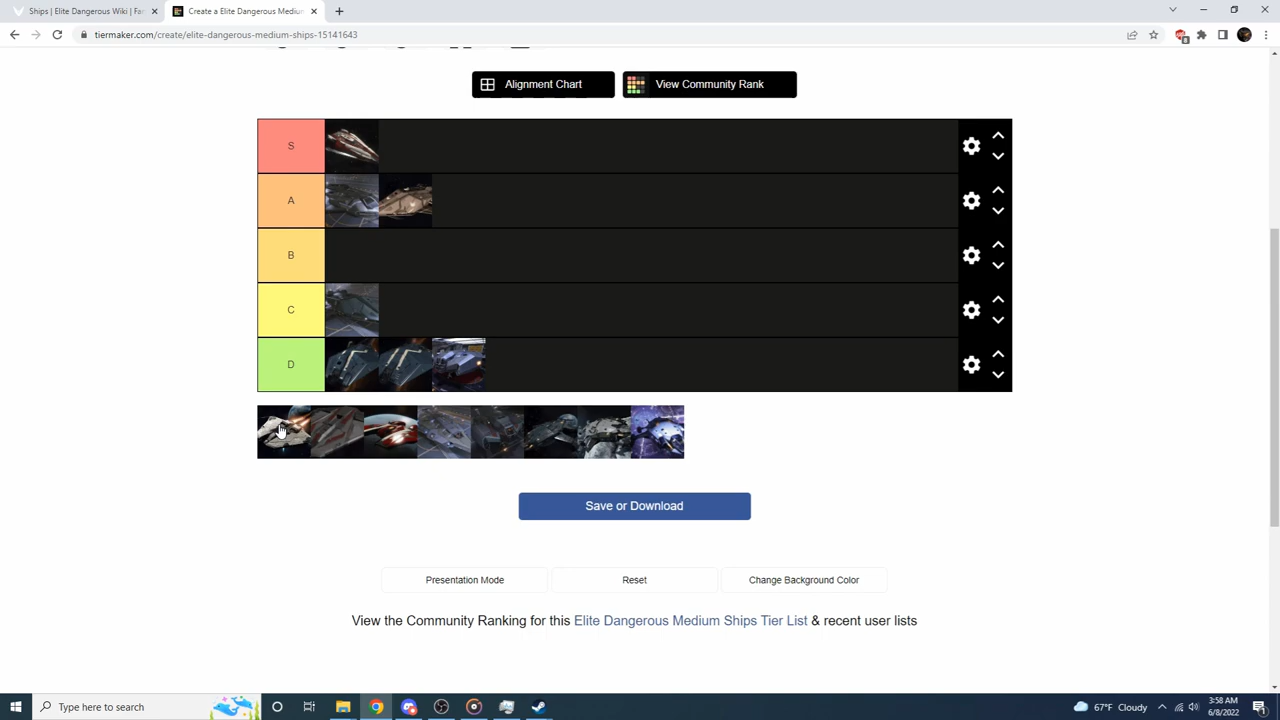 Ships | Elite Dangerous Wiki | Fan
Create a Elite Dangerous Medium
tiermaker.com/create/elite-dangerous-medium-ships-15141643
Alignment Chart
View Community Rank
S
A
B
C
D
Save or Download
Presentation Mode
Reset
Change Background Color
View the Community Ranking for this Elite Dangerous Medium Ships Tier List & recent user lists
Type here to search
67°F Cloudy
3:58 AM
6/8/2022